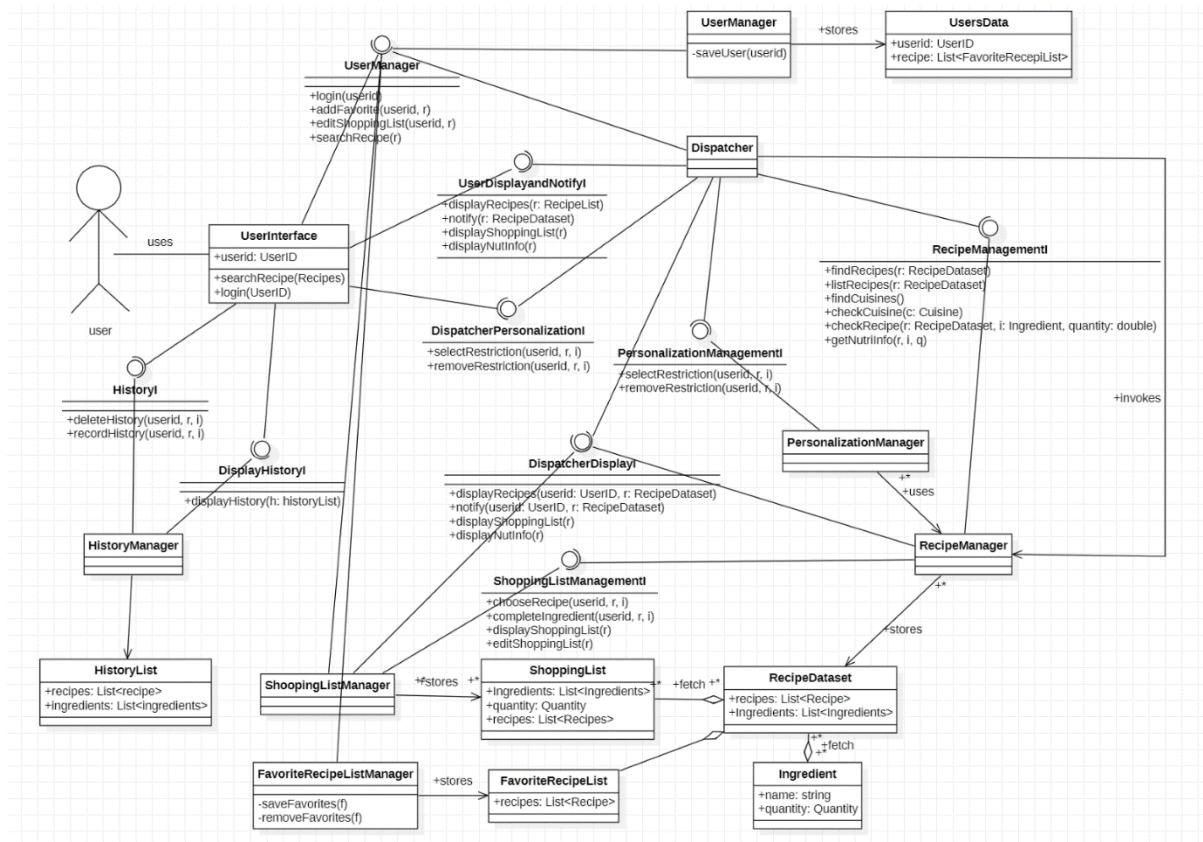 UserManager
-saveUser(userid)
+stores
UsersData
+userid: UserID
+recipe: List<FavoriteRecepiList>
UserManager
+login(userid)
+addFavorite(userid, r)
+editShoppingList(userid, r)
+searchRecipe(r)
Dispatcher
UserDisplayandNotifyI
+displayRecipes(r: RecipeList)
+notify(r: RecipeDataset)
+displayShoppingList(r)
+displayNutInfo(r)
user
uses
UserInterface
+userid: UserID
+searchRecipe(Recipes)
+login(UserID)
RecipeManagementI
+findRecipes(r: RecipeDataset)
+listRecipes(r: RecipeDataset)
+findCuisines()
+checkCuisine(c: Cuisine)
+checkRecipe(r: RecipeDataset, i: Ingredient, quantity: double)
+getNutriInfo(r, i, q)
DispatcherPersonalizationI
+selectRestriction(userid, r, i)
+removeRestriction(userid, r, i)
PersonalizationManagementI
+selectRestriction(userid, r, i)
+removeRestriction(userid, r, i)
HistoryI
+deleteHistory(userid, r, i)
+recordHistory(userid, r, i)
+invokes
DisplayHistoryI
+displayHistory(h: historyList)
DispatcherDisplayI
+displayRecipes(userid: UserID, r: RecipeDataset)
+notify(userid: UserID, r: RecipeDataset)
+displayShoppingList(r)
+displayNutInfo(r)
PersonalizationManager
+*
+uses
HistoryManager
RecipeManager
+*
+stores
ShoppingListManagementI
+chooseRecipe(userid, r, i)
+completeIngredient(userid, r, i)
+displayShoppingList(r)
+editShoppingList(r)
HistoryList
+recipes: List<recipe>
+ingredients: List<ingredients>
ShoopingListManager
+*
+stores
ShoppingList
+Ingredients: List<Ingredients>
+quantity: Quantity
+recipes: List<Recipes>
+*
+fetch
+*
RecipeDataset
+recipes: List<Recipe>
+Ingredients: List<Ingredients>
+*
+fetch
+*
FavoriteRecipeListManager
-saveFavorites(f)
-removeFavorites(f)
+stores
FavoriteRecipeList
+recipes: List<Recipe>
Ingredient
+name: string
+quantity: Quantity